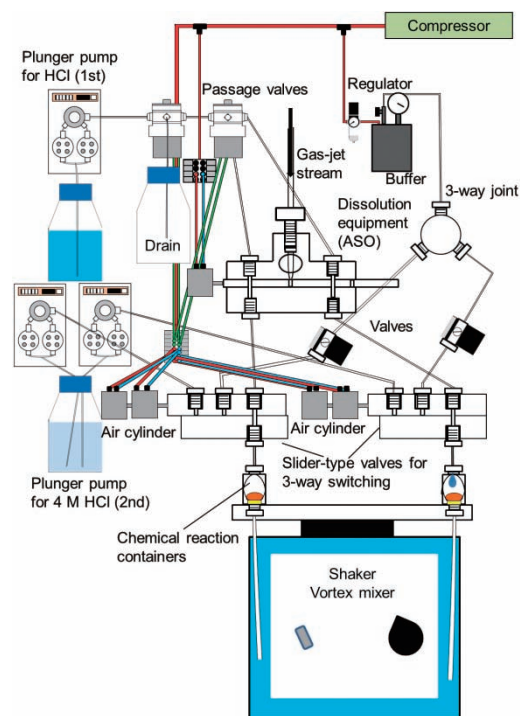 Compressor
Plunger pump
for HCl (1st)
Passage valves
Regulator
Gas-jet
stream
Buffer
3-way joint
Dissolution
equipment
(ASO)
Drain
Valves
Air cylinder
Air cylinder
Slider-type valves for
3-way switching
Plunger pump
for 4 M HCl (2nd)
Chemical reaction
containers
Shaker
Vortex mixer